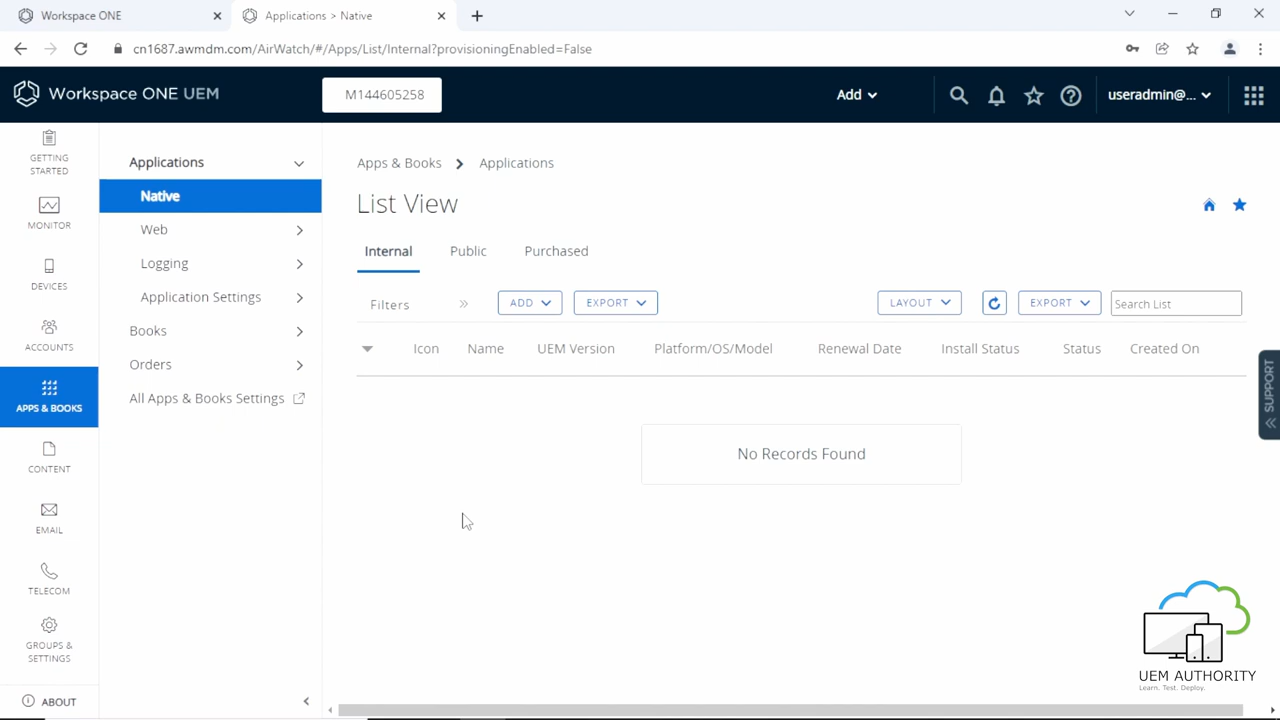 Workspace ONE
Applications > Native
cn1687.awmdm.com/AirWatch/#/Apps/List/Internal?provisioningEnabled=False
Workspace ONE UEM
M144605258
Add
useradmin@...
GETTING
STARTED
MONITOR
DEVICES
ACCOUNTS
APPS & BOOKS
CONTENT
EMAIL
TELECOM
GROUPS &
SETTINGS
ABOUT
Applications
Native
Web
Logging
Application Settings
Books
Orders
All Apps & Books Settings
Apps & Books > Applications
List View
Internal Public Purchased
Filters » ADD EXPORT LAYOUT EXPORT Search List
Icon Name UEM Version Platform/OS/Model Renewal Date Install Status Status Created On
No Records Found
SUPPORT
UEM AUTHORITY
Learn. Test. Deploy.